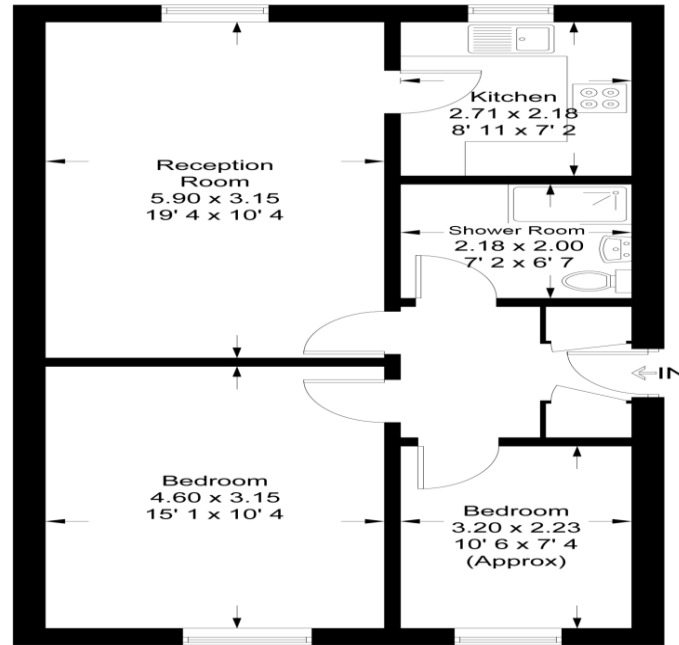 Reception
Room
5.90 x 3.15
19' 4 x 10' 4
Kitchen
2.71 x 2.18
8' 11 x 7' 2
Shower Room
2.18 x 2.00
7' 2 x 6' 7
IN
Bedroom
4.60 x 3.15
15' 1 x 10' 4
Bedroom
3.20 x 2.23
10' 6 x 7' 4
(Approx)